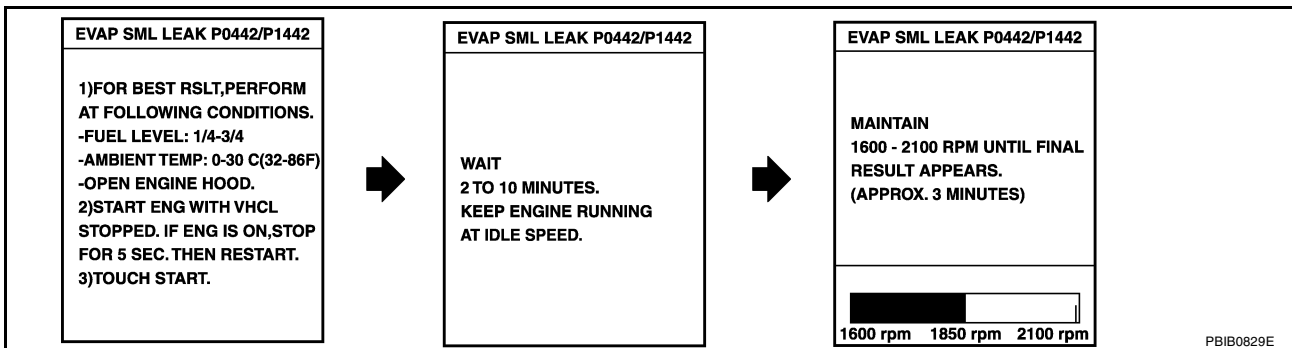 EVAP SML LEAK P0442/P1442
1)FOR BEST RSLT,PERFORM
AT FOLLOWING CONDITIONS.
-FUEL LEVEL: 1/4-3/4
-AMBIENT TEMP: 0-30 C(32-86F)
-OPEN ENGINE HOOD.
2)START ENG WITH VHCL
STOPPED. IF ENG IS ON,STOP
FOR 5 SEC. THEN RESTART.
3)TOUCH START.
EVAP SML LEAK P0442/P1442
WAIT
2 TO 10 MINUTES.
KEEP ENGINE RUNNING
AT IDLE SPEED.
EVAP SML LEAK P0442/P1442
MAINTAIN
1600 - 2100 RPM UNTIL FINAL
RESULT APPEARS.
(APPROX. 3 MINUTES)
1600 rpm 1850 rpm 2100 rpm
PBIB0829E